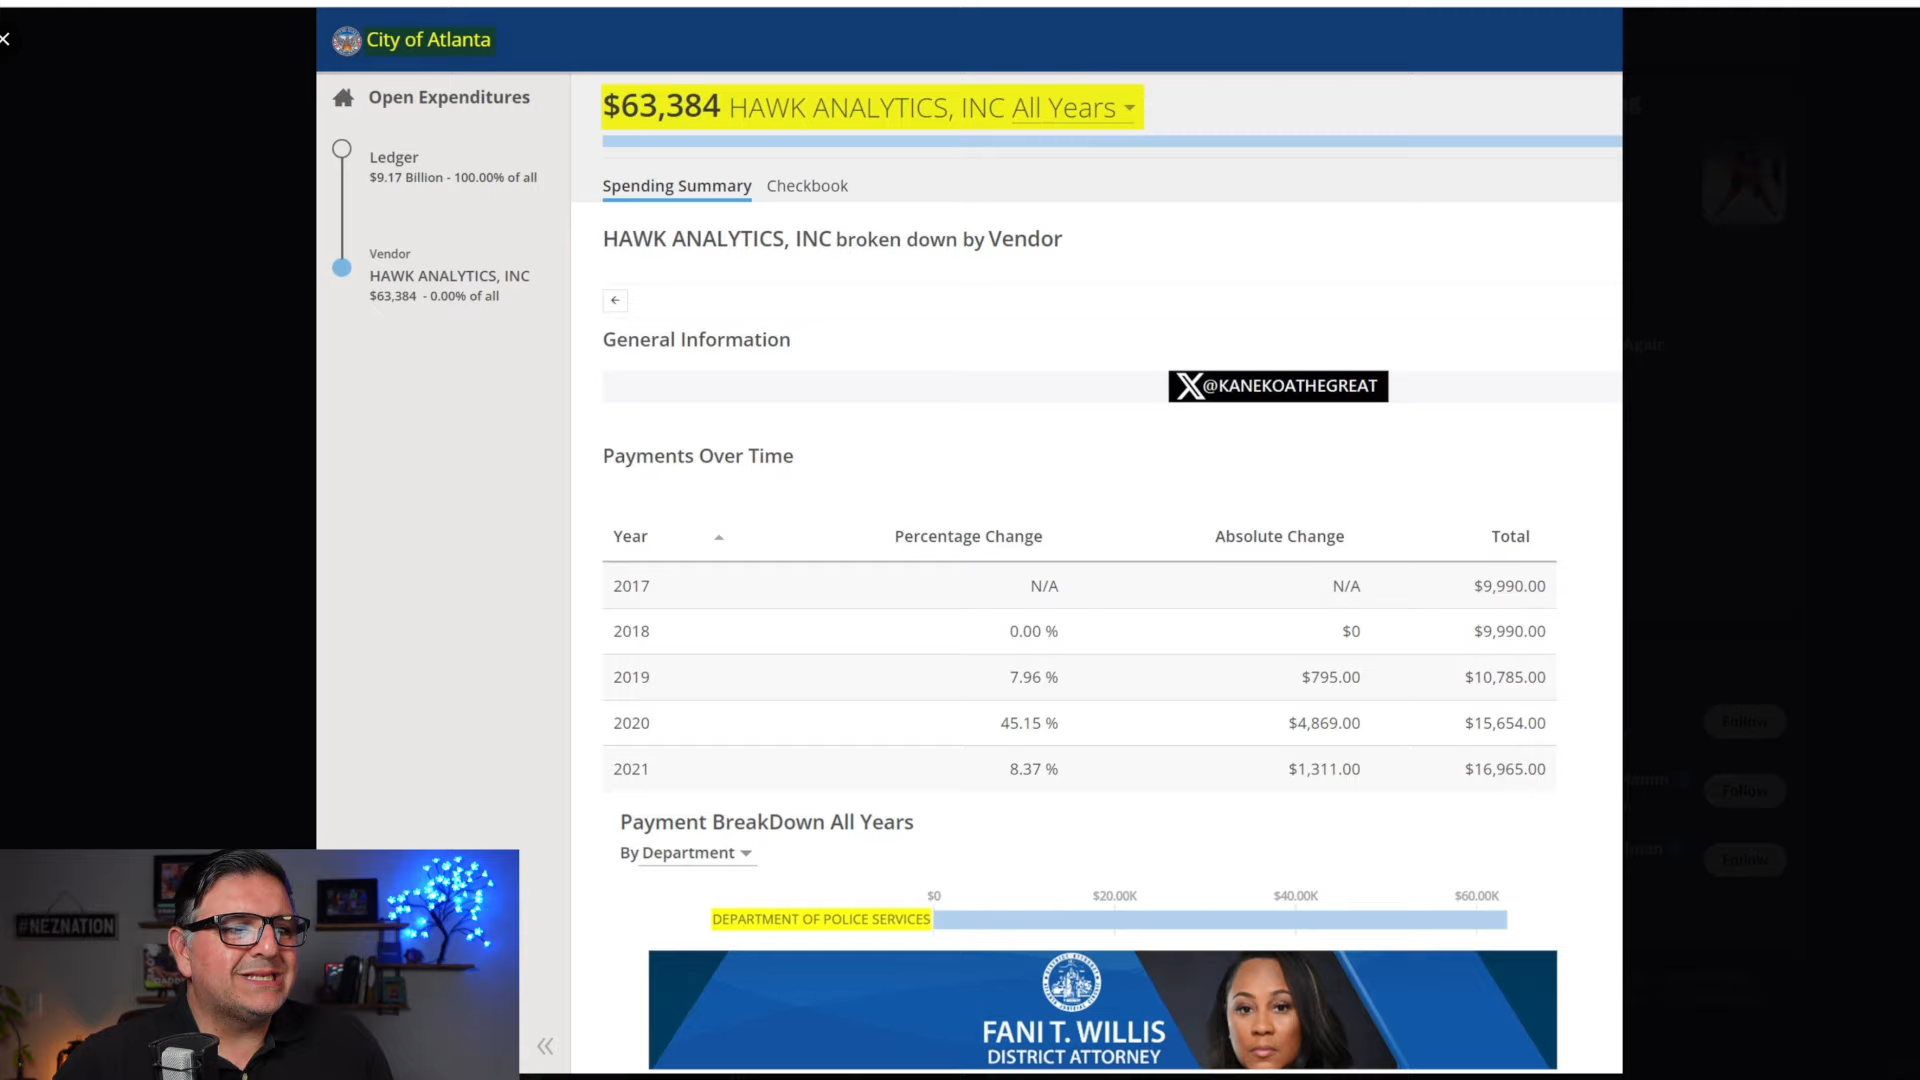 City of Atlanta
Open Expenditures
Ledger
$9.17 Billion - 100.00% of all
Vendor
HAWK ANALYTICS, INC
$63,384 - 0.00% of all
$63,384 HAWK ANALYTICS, INC All Years
Spending Summary Checkbook
HAWK ANALYTICS, INC broken down by Vendor
General Information
@KANEKOATHEGREAT
Payments Over Time
Year Percentage Change Absolute Change Total
2017 N/A N/A $9,990.00
2018 0.00 % $0 $9,990.00
2019 7.96 % $795.00 $10,785.00
2020 45.15 % $4,869.00 $15,654.00
2021 8.37 % $1,311.00 $16,965.00
Payment BreakDown All Years
By Department
$0 $20.00K $40.00K $60.00K
DEPARTMENT OF POLICE SERVICES
FANI T. WILLIS
DISTRICT ATTORNEY
#NEZNATION
Again
Follow
Follow
Follow